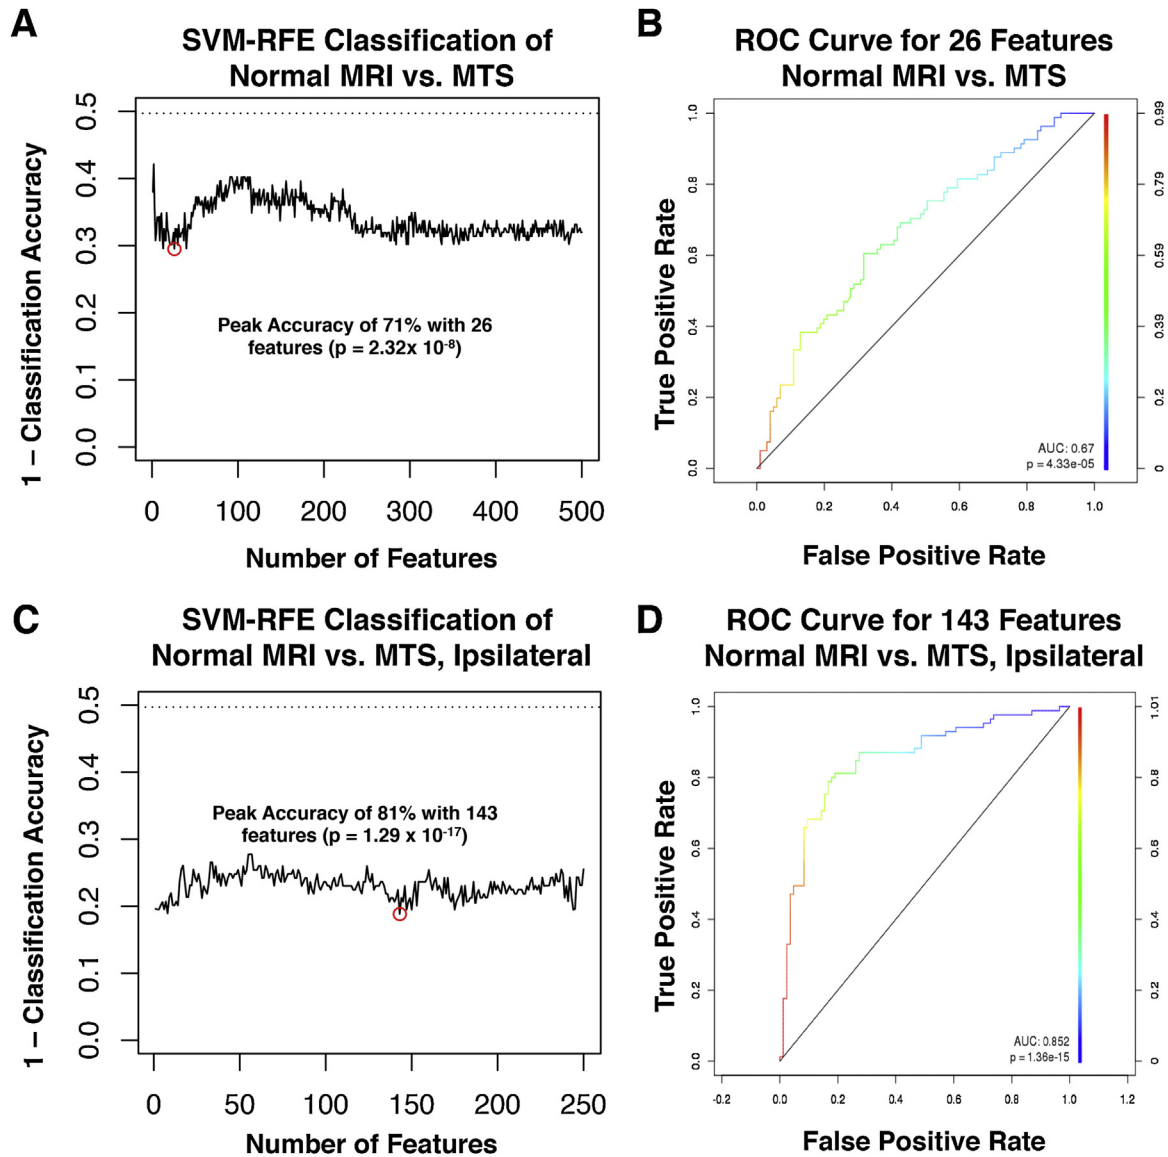 A
SVM-RFE Classification of
Normal MRI vs. MTS
1 – Classification Accuracy
0.5
0.4
0.3
0.2
0.1
0.0
Peak Accuracy of 71% with 26
features (p = 2.32x 10-8)
0 100 200 300 400 500
Number of Features
B
ROC Curve for 26 Features
Normal MRI vs. MTS
True Positive Rate
1.0
0.8
0.6
0.4
0.2
0.0
0.99
0.79
0.59
0.39
0.2
0
AUC: 0.67
p = 4.33e-05
0.0 0.2 0.4 0.6 0.8 1.0
False Positive Rate
C
SVM-RFE Classification of
Normal MRI vs. MTS, Ipsilateral
1 – Classification Accuracy
0.5
0.4
0.3
0.2
0.1
0.0
Peak Accuracy of 81% with 143
features (p = 1.29 x 10-17)
0 50 100 150 200 250
Number of Features
D
ROC Curve for 143 Features
Normal MRI vs. MTS, Ipsilateral
True Positive Rate
1.0
0.8
0.6
0.4
0.2
0.0
1.01
0.8
0.6
0.4
0.2
0
AUC: 0.852
p = 1.36e-15
-0.2 0.0 0.2 0.4 0.6 0.8 1.0 1.2
False Positive Rate